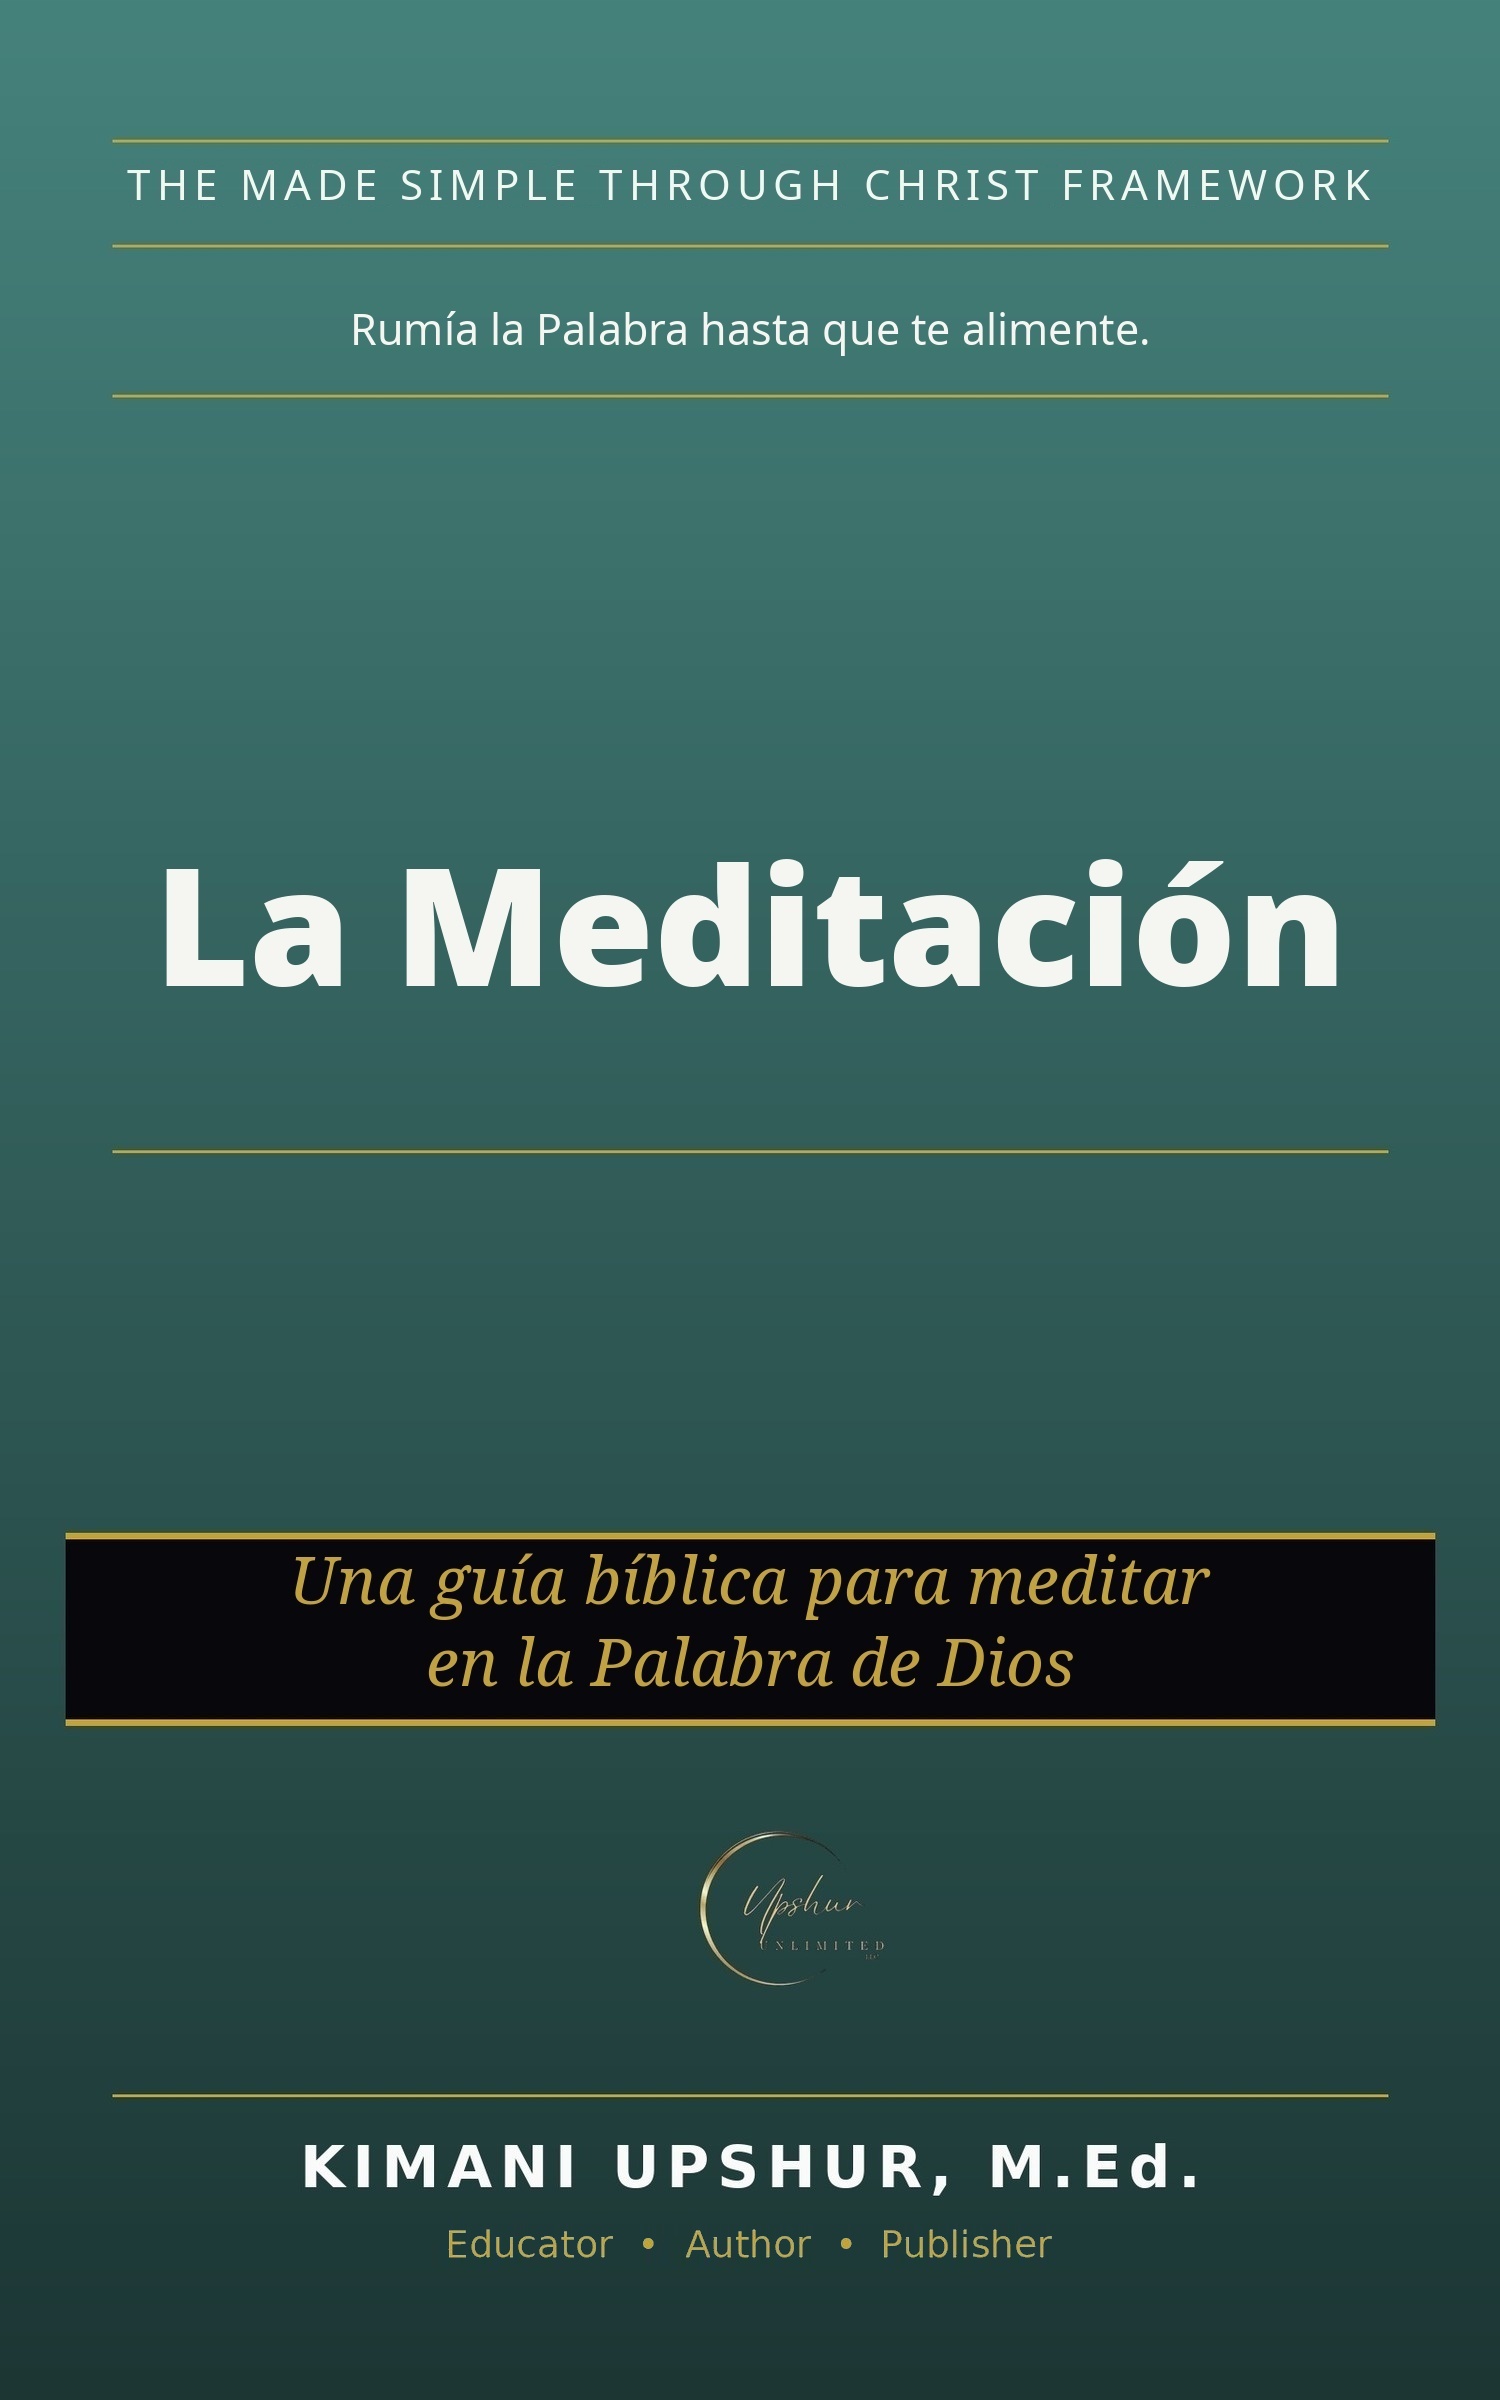 THE MADE SIMPLE THROUGH CHRIST FRAMEWORK
Rumía la Palabra hasta que te alimente.
La Meditación
Una guía bíblica para meditar
en la Palabra de Dios
Upshur
UNLIMITED
LLC
KIMANI UPSHUR, M.Ed.
Educator • Author • Publisher